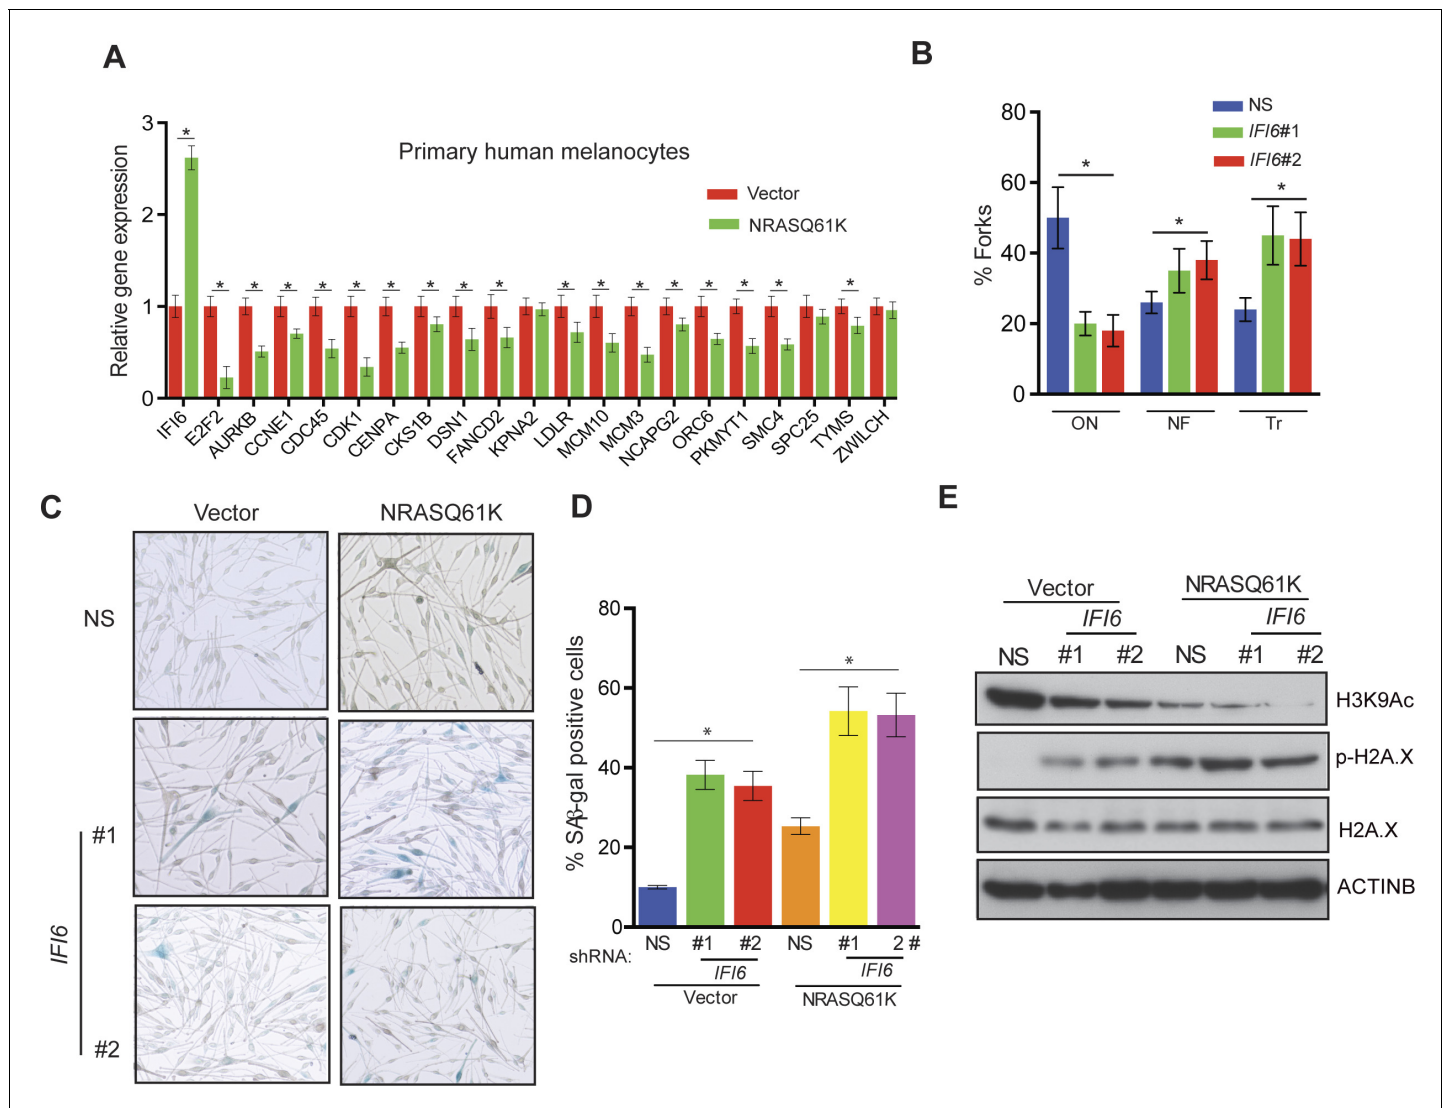 A
3
2
1
0
Relative gene expression
Primary human melanocytes
Vector
NRASQ61K
*
* * * * * * * * * * * * * * * * *
IFI6 E2F2 AURKB CCNE1 CDC45 CDK1 CENPA CKS1B DSN1 FANCD2 KPNA2 LDLR MCM10 MCM3 NCAPG2 ORC6 PKMYT1 SMC4 SPC25 TYMS ZWILCH
B
80
60
40
20
0
% Forks
NS
IFI6#1
IFI6#2
* * *
ON NF Tr
C
Vector NRASQ61K
NS
#1
IFI6
#2
D
80
60
40
20
0
% SAβ-gal positive cells
*
*
NS #1 #2 NS #1 2 #
shRNA:
IFI6 IFI6
Vector NRASQ61K
E
Vector NRASQ61K
IFI6 IFI6
NS #1 #2 NS #1 #2
H3K9Ac
p-H2A.X
H2A.X
ACTINB